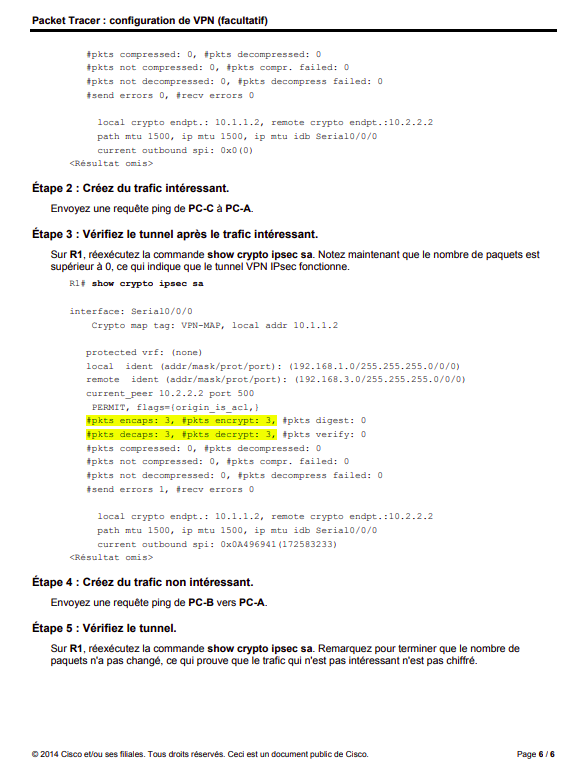 Packet Tracer : configuration de VPN (facultatif)
#pkts compressed: 0, #pkts decompressed: 0
#pkts not compressed: 0, #pkts compr. failed: 0
#pkts not decompressed: 0, #pkts decompress failed: 0
#send errors 0, #recv errors 0
local crypto endpt.: 10.1.1.2, remote crypto endpt.:10.2.2.2
path mtu 1500, ip mtu 1500, ip mtu idb Serial0/0/0
current outbound spi: 0x0(0)
<Résultat omis>
Étape 2 : Créez du trafic intéressant.
Envoyez une requête ping de PC-C à PC-A.
Étape 3 : Vérifiez le tunnel après le trafic intéressant.
Sur R1, réexécutez la commande show crypto ipsec sa. Notez maintenant que le nombre de paquets est
supérieur à 0, ce qui indique que le tunnel VPN IPsec fonctionne.
R1# show crypto ipsec sa
interface: Serial0/0/0
Crypto map tag: VPN-MAP, local addr 10.1.1.2
protected vrf: (none)
local ident (addr/mask/prot/port): (192.168.1.0/255.255.255.0/0/0)
remote ident (addr/mask/prot/port): (192.168.3.0/255.255.255.0/0/0)
current_peer 10.2.2.2 port 500
PERMIT, flags={origin_is_acl,}
#pkts encaps: 3, #pkts encrypt: 3, #pkts digest: 0
#pkts decaps: 3, #pkts decrypt: 3, #pkts verify: 0
#pkts compressed: 0, #pkts decompressed: 0
#pkts not compressed: 0, #pkts compr. failed: 0
#pkts not decompressed: 0, #pkts decompress failed: 0
#send errors 1, #recv errors 0
local crypto endpt.: 10.1.1.2, remote crypto endpt.:10.2.2.2
path mtu 1500, ip mtu 1500, ip mtu idb Serial0/0/0
current outbound spi: 0x0A496941(172583233)
<Résultat omis>
Étape 4 : Créez du trafic non intéressant.
Envoyez une requête ping de PC-B vers PC-A.
Étape 5 : Vérifiez le tunnel.
Sur R1, réexécutez la commande show crypto ipsec sa. Remarquez pour terminer que le nombre de
paquets n'a pas changé, ce qui prouve que le trafic qui n'est pas intéressant n'est pas chiffré.
© 2014 Cisco et/ou ses filiales. Tous droits réservés. Ceci est un document public de Cisco.
Page 6 / 6